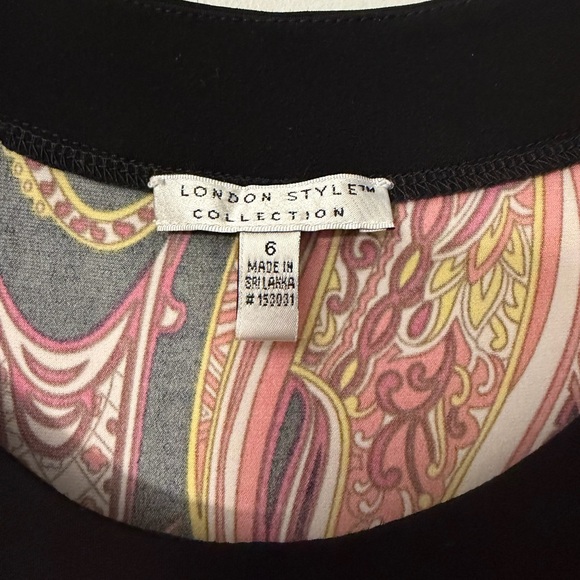 LONDON STYLE™
COLLECTION
6
MADE IN
SRI LANKA
# 153031